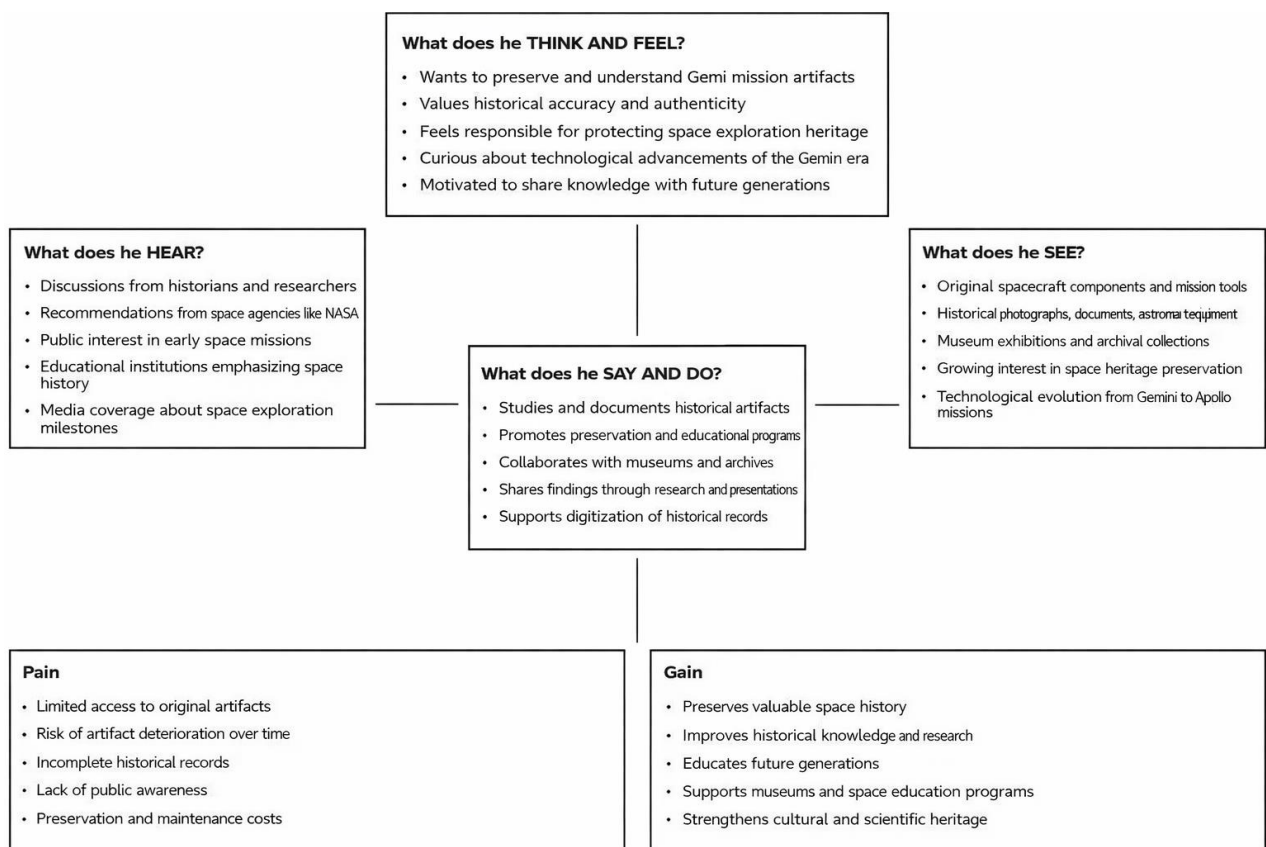 What does he THINK AND FEEL?
• Wants to preserve and understand Gemi mission artifacts
• Values historical accuracy and authenticity
• Feels responsible for protecting space exploration heritage
• Curious about technological advancements of the Gemin era
• Motivated to share knowledge with future generations
What does he HEAR?
• Discussions from historians and researchers
• Recommendations from space agencies like NASA
• Public interest in early space missions
• Educational institutions emphasizing space
history
• Media coverage about space exploration
milestones
What does he SEE?
• Original spacecraft components and mission tools
• Historical photographs, documents,
• Museum exhibitions and archival collections
• Growing interest in space heritage preservation
• Technological evolution from Gemini to Apollo
missions
What does he SAY AND DO?
• Studies and documents historical artifacts
• Promotes preservation and educational programs
• Collaborates with museums and archives
• Shares findings through research and presentations
• Supports digitization of historical records
Pain
• Limited access to original artifacts
• Risk of artifact deterioration over time
• Incomplete historical records
• Lack of public awareness
• Preservation and maintenance costs
Gain
• Preserves valuable space history
• Improves historical knowledge and research
• Educates future generations
• Supports museums and space education programs
• Strengthens cultural and scientific heritage